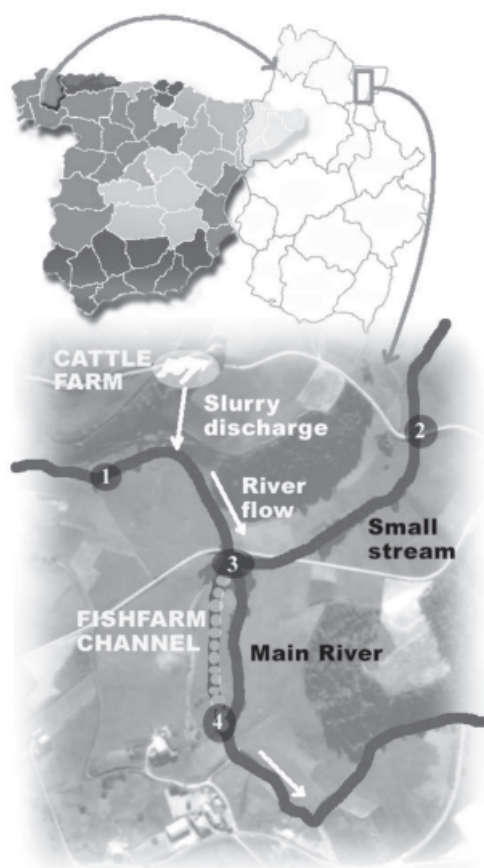 CATTLE
FARM
Slurry
discharge
2
1
River
flow
Small
stream
3
FISHFARM
CHANNEL
Main River
4